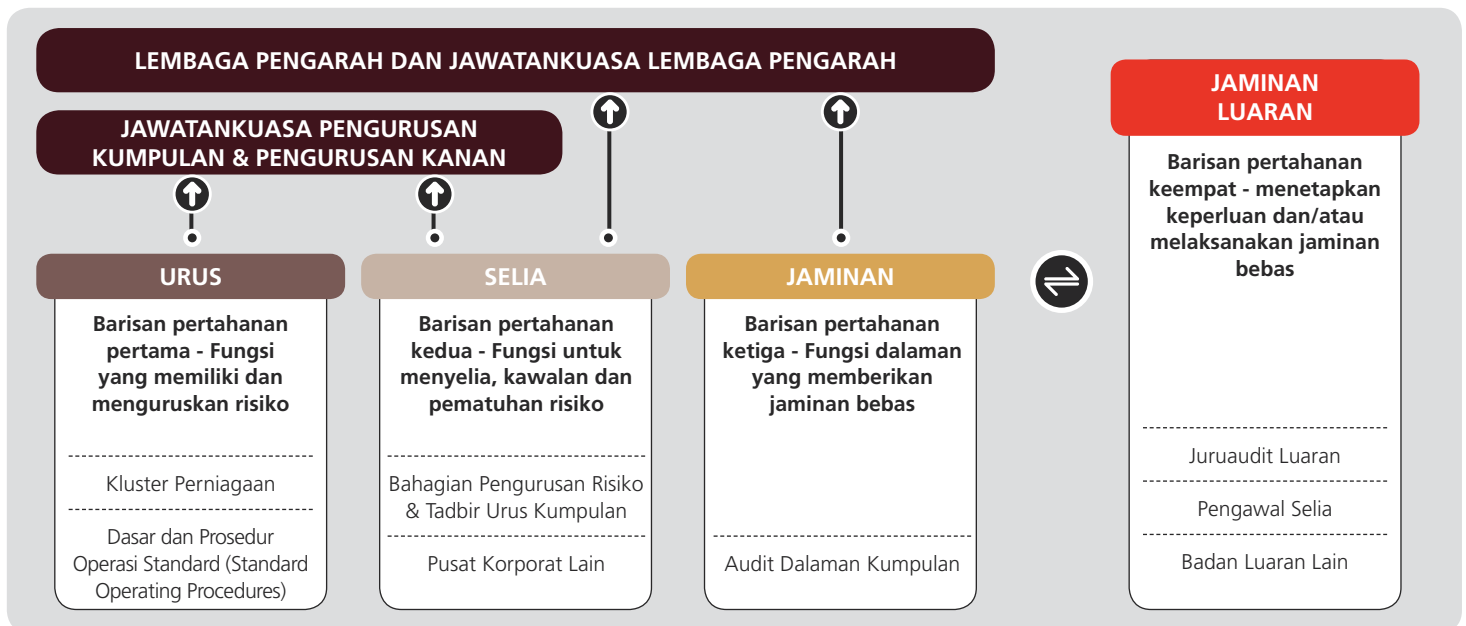 LEMBAGA PENGARAH DAN JAWATANKUASA LEMBAGA PENGARAH
JAWATANKUASA PENGURUSAN
KUMPULAN & PENGURUSAN KANAN
URUS
Barisan pertahanan
pertama - Fungsi
yang memiliki dan
menguruskan risiko
Kluster Perniagaan
Dasar dan Prosedur
Operasi Standard (Standard
Operating Procedures)
SELIA
Barisan pertahanan
kedua - Fungsi untuk
menyelia, kawalan dan
pematuhan risiko
Bahagian Pengurusan Risiko
& Tadbir Urus Kumpulan
Pusat Korporat Lain
JAMINAN
Barisan pertahanan
ketiga - Fungsi dalaman
yang memberikan
jaminan bebas
Audit Dalaman Kumpulan
JAMINAN
LUARAN
Barisan pertahanan
keempat - menetapkan
keperluan dan/atau
melaksanakan jaminan
bebas
Juruaudit Luaran
Pengawal Selia
Badan Luaran Lain